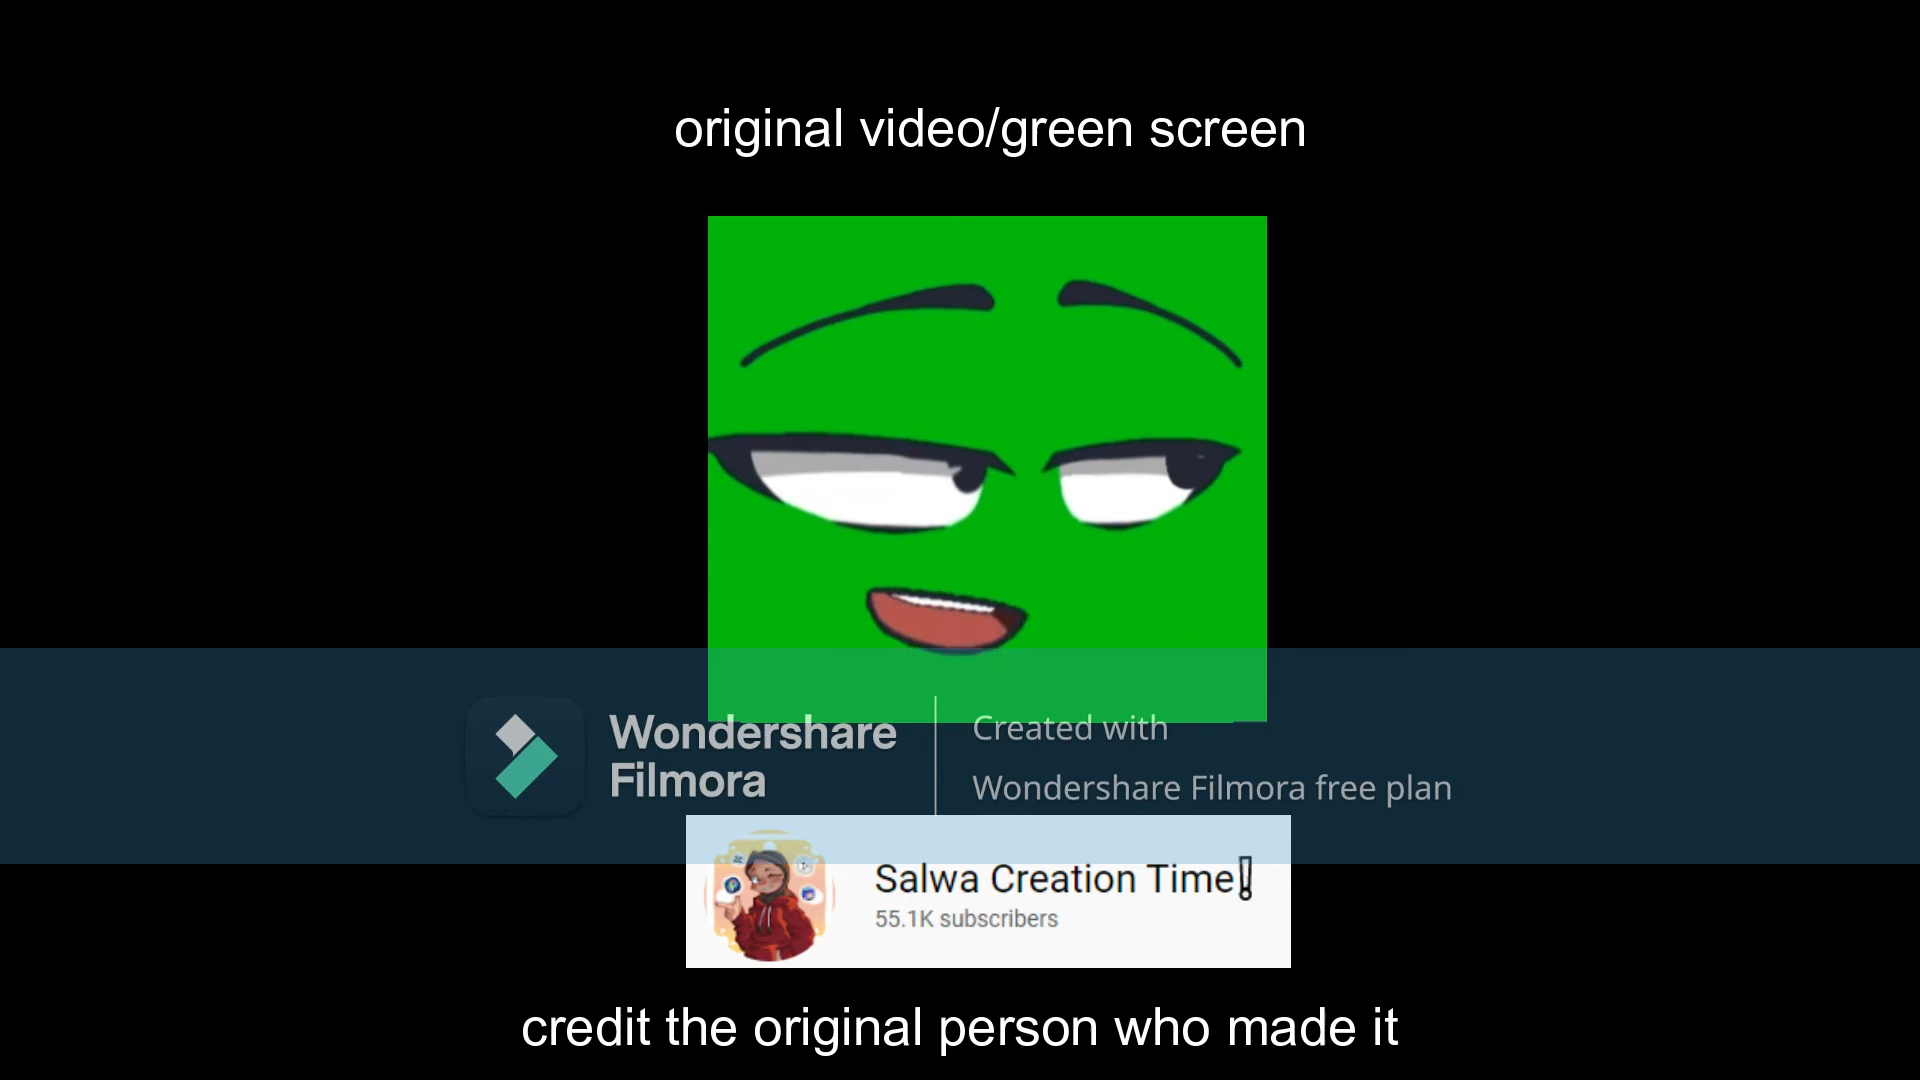 original video/green screen
Wondershare
Filmora
Created with
Wondershare Filmora free plan
Salwa Creation Time!
55.1K subscribers
credit the original person who made it